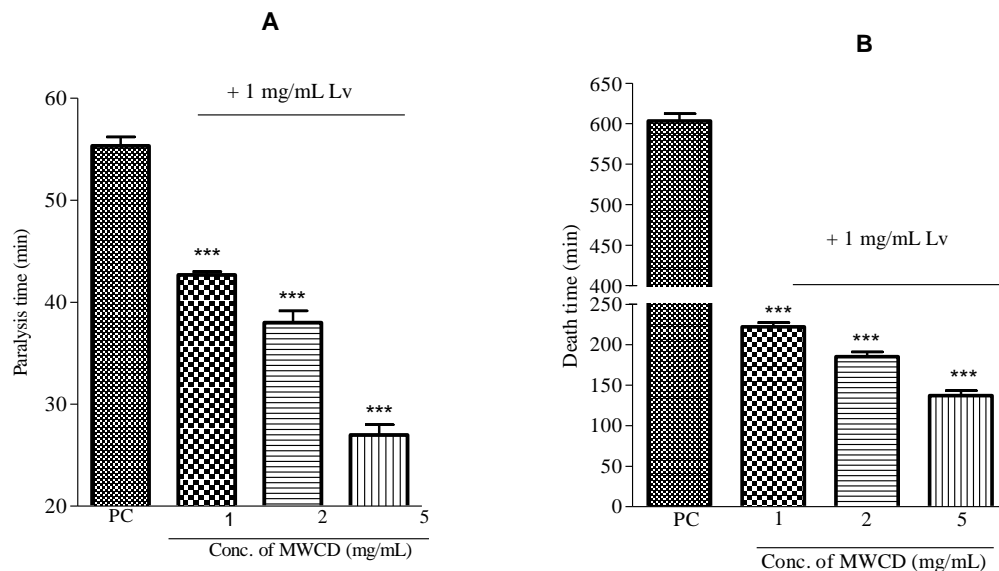 A
+ 1 mg/mL Lv
Paralysis time (min)
60
50
40
30
20
***
***
***
PC 1 2 5
Conc. of MWCD (mg/mL)
B
+ 1 mg/mL Lv
Death time (min)
650
600
550
500
450
400
250
200
150
100
50
0
***
***
***
PC 1 2 5
Conc. of MWCD (mg/mL)